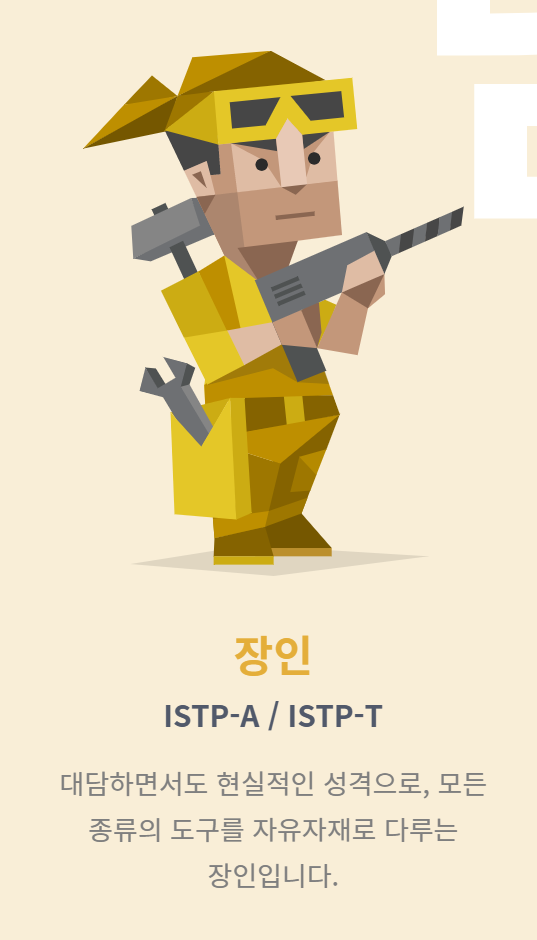 장인
ISTP-A / ISTP-T
대담하면서도 현실적인 성격으로, 모든
종류의 도구를 자유자재로 다루는
장인입니다.